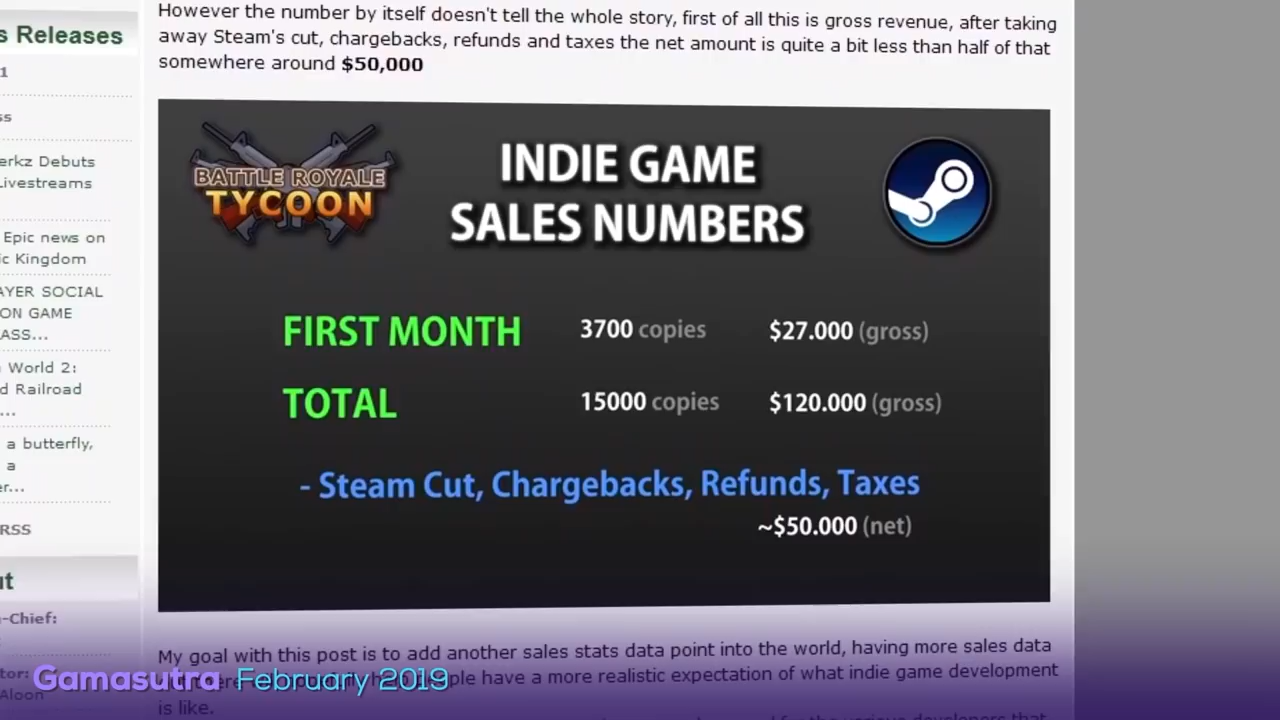 However the number by itself doesn't tell the whole story, first of all this is gross revenue, after taking
away Steam's cut, chargebacks, refunds and taxes the net amount is quite a bit less than half of that
somewhere around $50,000
s Releases
1
ss
erkz Debuts
Livestreams
Epic news on
ic Kingdom
AYER SOCIAL
ON GAME
ASS...
World 2:
d Railroad
...
a butterfly,
a
er...
RSS
ut
-Chief:
tor:
Aloon
BATTLE ROYALE
TYCOON
INDIE GAME
SALES NUMBERS
FIRST MONTH 3700 copies $27.000 (gross)
TOTAL 15000 copies $120.000 (gross)
- Steam Cut, Chargebacks, Refunds, Taxes
~$50.000 (net)
My goal with this post is to add another sales stats data point into the world, having more sales data
have a more realistic expectation of what indie game development
is like.
Gamasutra February 2019